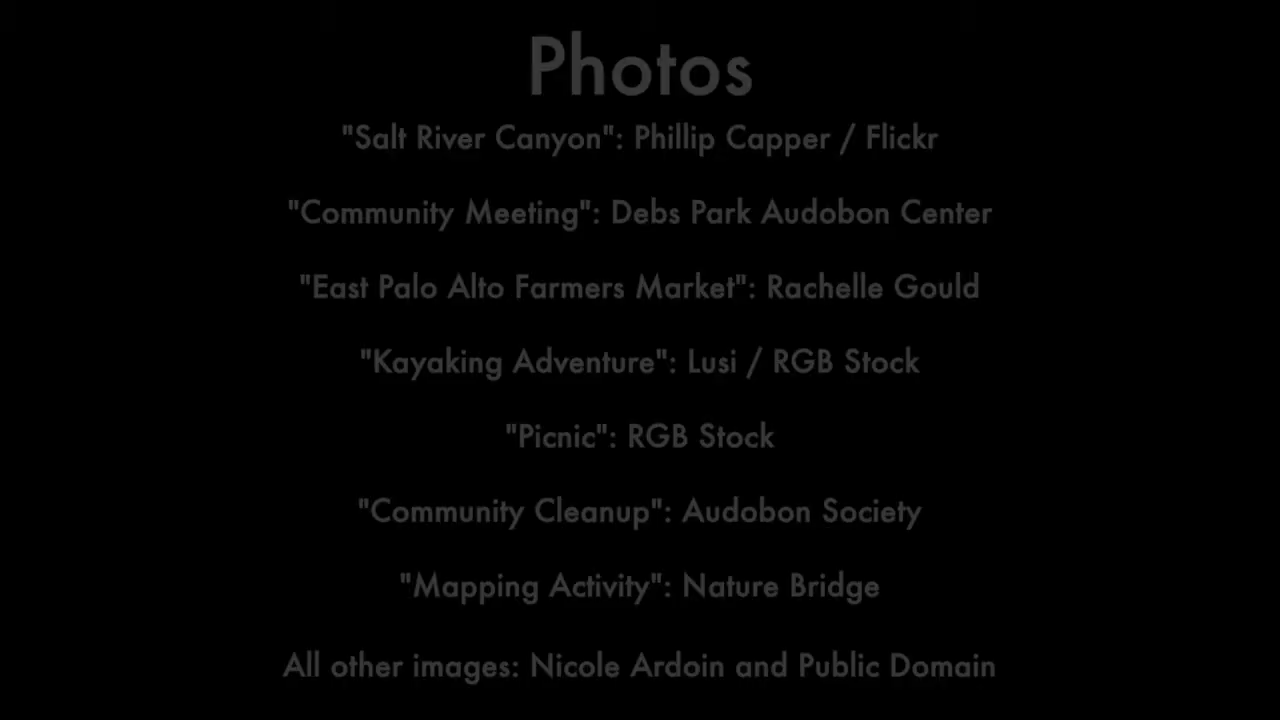 Photos
"Salt River Canyon": Phillip Capper / Flickr
"Community Meeting": Debs Park Audobon Center
"East Palo Alto Farmers Market": Rachelle Gould
"Kayaking Adventure": Lusi / RGB Stock
"Picnic": RGB Stock
"Community Cleanup": Audobon Society
"Mapping Activity": Nature Bridge
All other images: Nicole Ardoin and Public Domain